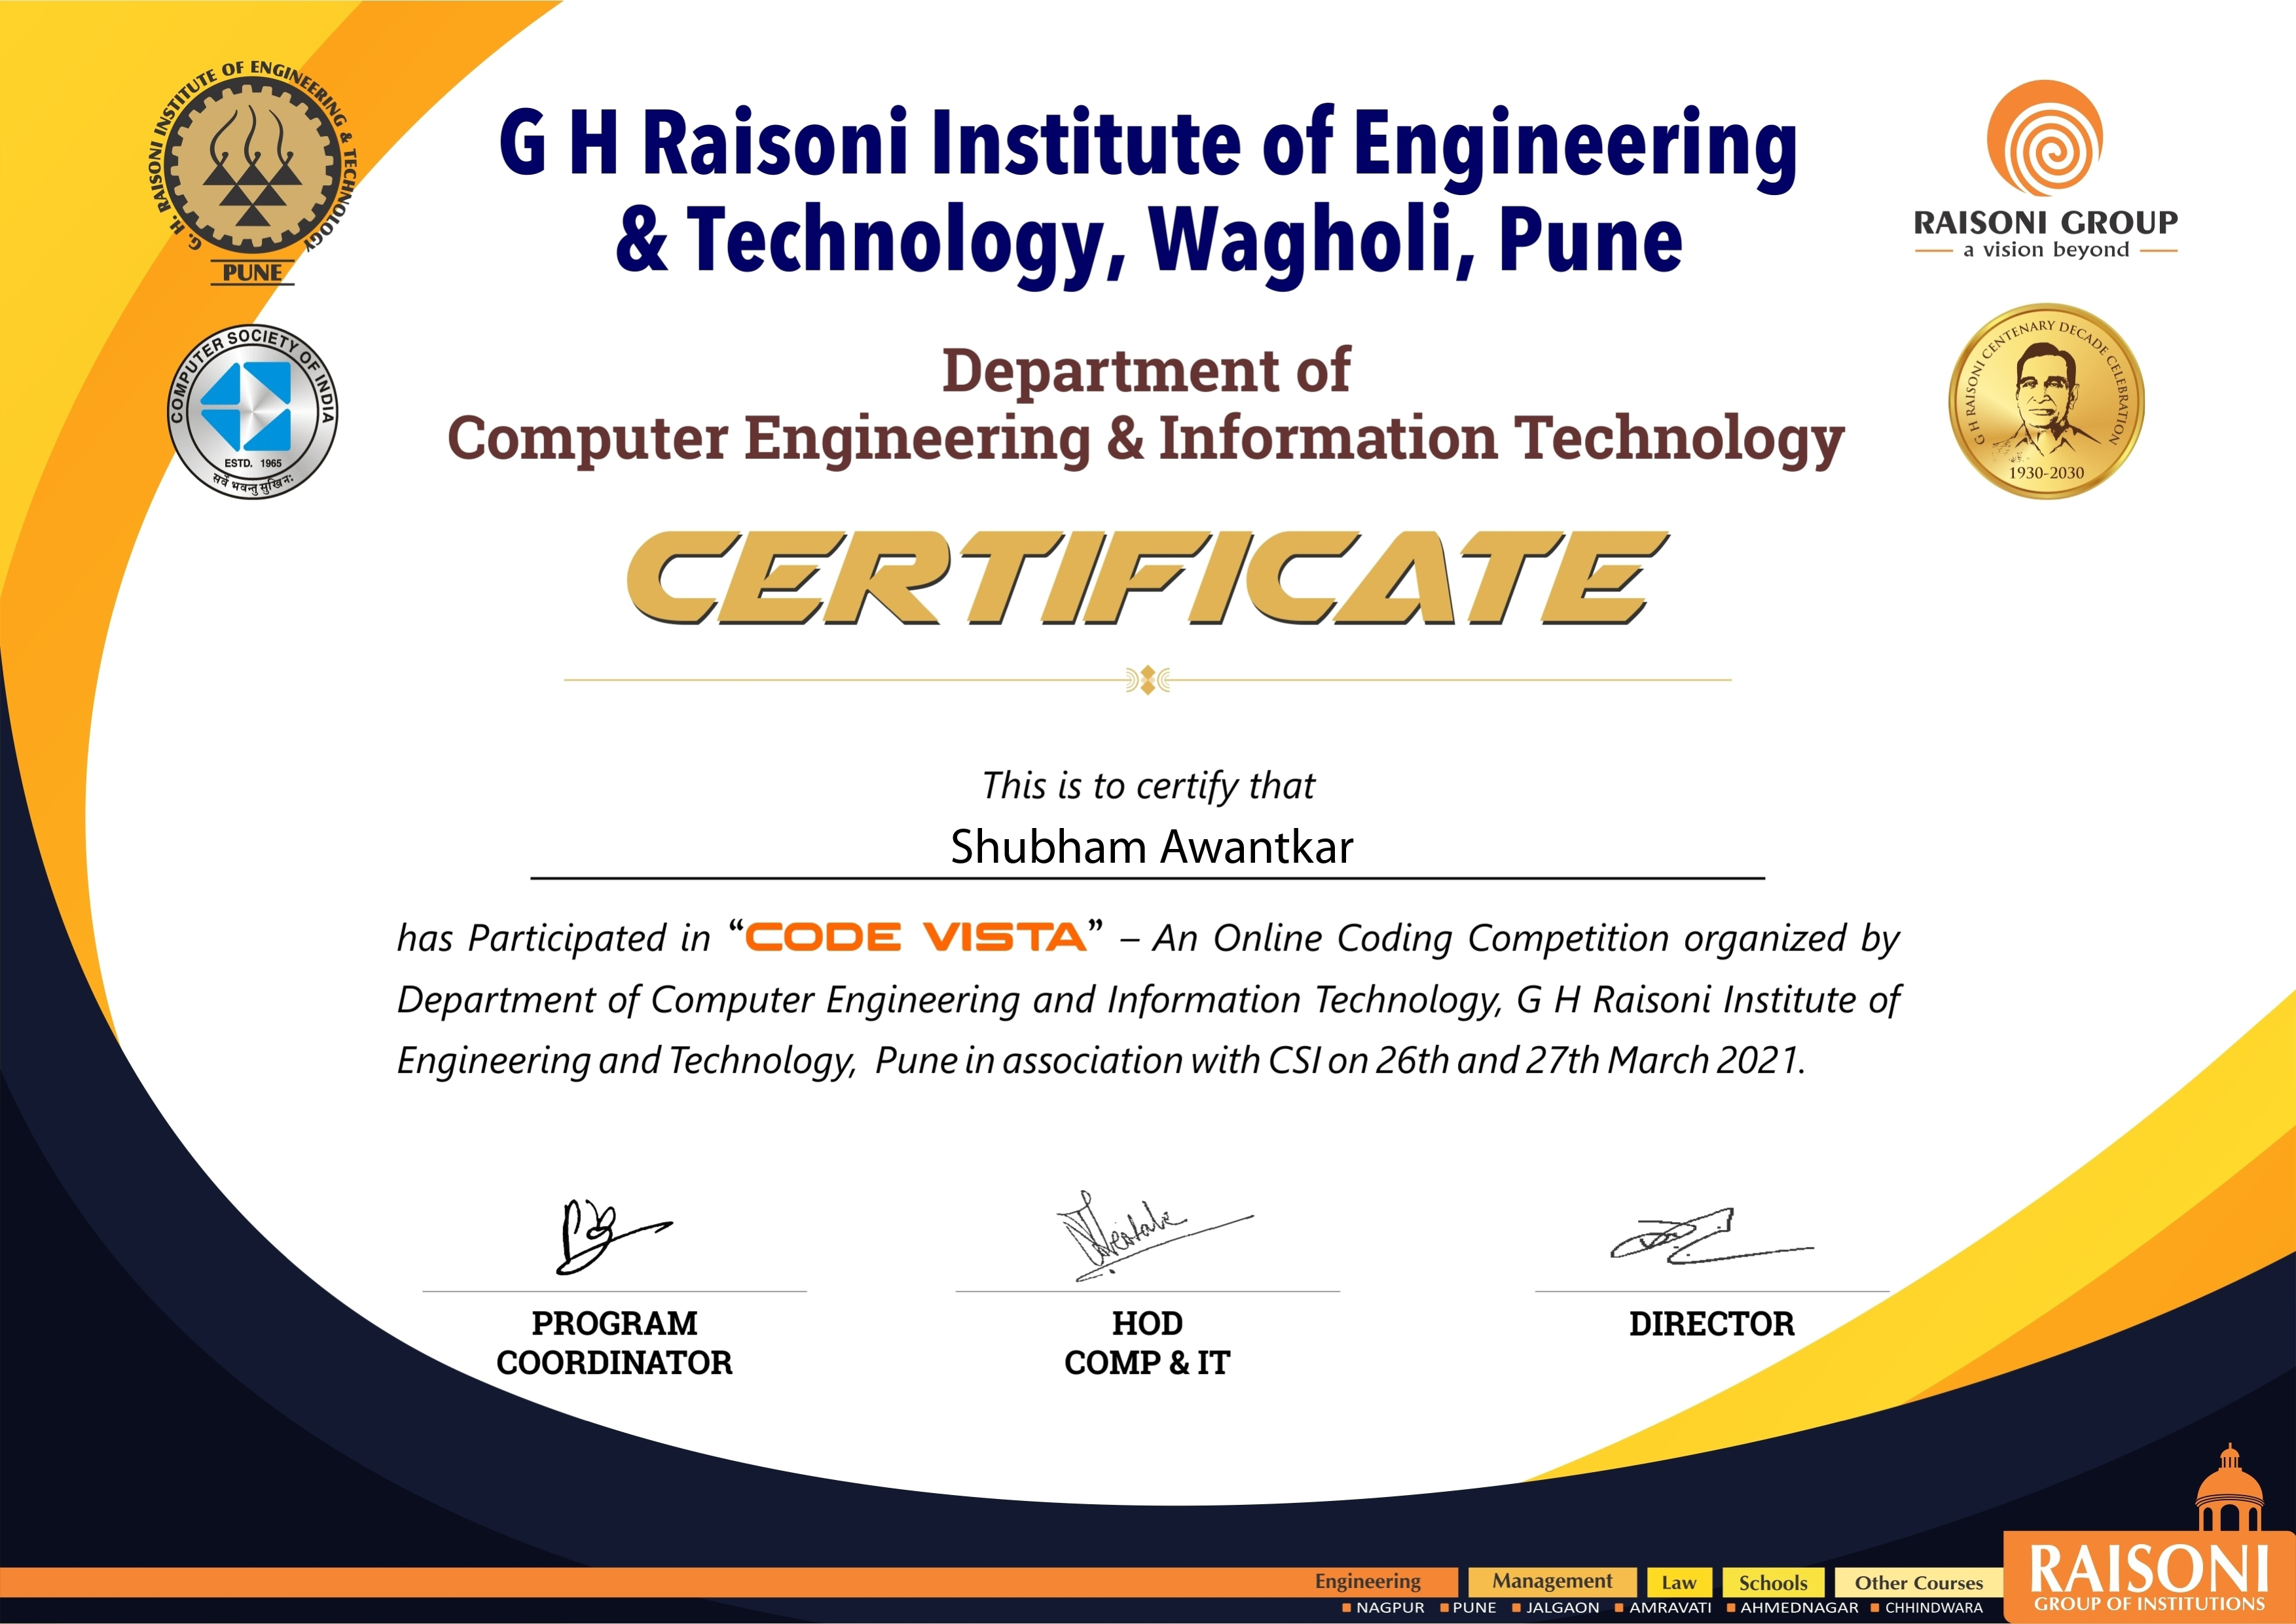 G. H. RAISONI INSTITUTE OF ENGINEERING & TECHNOLOGY
PUNE
COMPUTER SOCIETY OF INDIA
ESTD. 1965
सर्वे भवन्तु सुखिनः
G H Raisoni Institute of Engineering
& Technology, Wagholi, Pune
RAISONI GROUP
a vision beyond
G H RAISONI CENTENARY DECADE CELEBRATION
1930-2030
Department of
Computer Engineering & Information Technology
CERTIFICATE
This is to certify that
Shubham Awantkar
has Participated in “CODE VISTA” – An Online Coding Competition organized by
Department of Computer Engineering and Information Technology, G H Raisoni Institute of
Engineering and Technology, Pune in association with CSI on 26th and 27th March 2021.
PROGRAM
COORDINATOR
HOD
COMP & IT
DIRECTOR
Engineering Management Law Schools Other Courses
NAGPUR PUNE JALGAON AMRAVATI AHMEDNAGAR CHHINDWARA
RAISONI
GROUP OF INSTITUTIONS